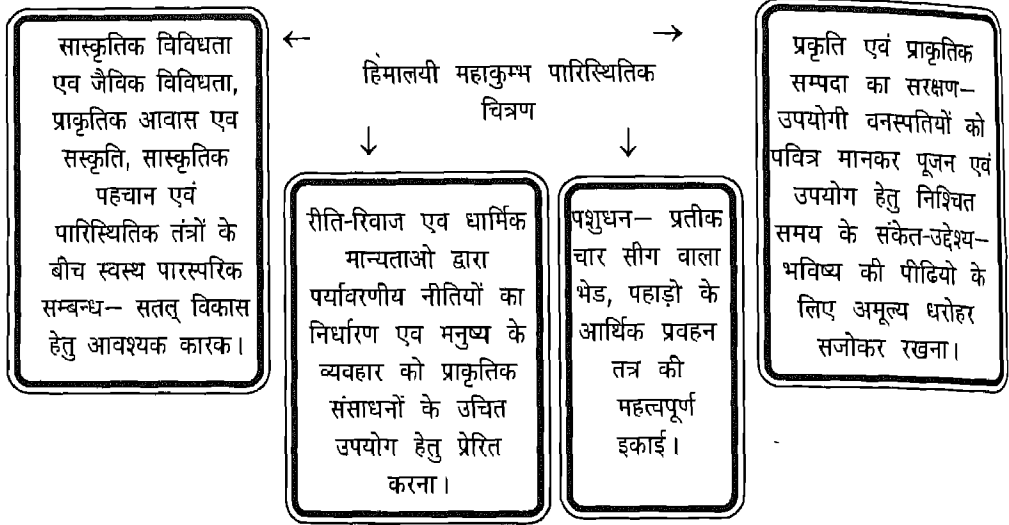 हिमालयी महाकुम्भ पारिस्थितिक
चित्रण
सास्कृतिक विविधता
एव जैविक विविधता,
प्राकृतिक आवास एव
सस्कृति, सास्कृतिक
पहचान एवं
पारिस्थितिक तंत्रों के
बीच स्वस्थ पारस्परिक
सम्बन्ध– सतत् विकास
हेतु आवश्यक कारक।
रीति-रिवाज एव धार्मिक
मान्यताओ द्वारा
पर्यावरणीय नीतियों का
निर्धारण एव मनुष्य के
व्यवहार को प्राकृतिक
संसाधनों के उचित
उपयोग हेतु प्रेरित
करना।
पशुधन– प्रतीक
चार सीग वाला
भेड, पहाड़ो के
आर्थिक प्रवहन
तत्र की
महत्वपूर्ण
इकाई।
प्रकृति एवं प्राकृतिक
सम्पदा का सरक्षण–
उपयोगी वनस्पतियों को
पवित्र मानकर पूजन एवं
उपयोग हेतु निश्चित
समय के संकेत-उद्देश्य–
भविष्य की पीढियो के
लिए अमूल्य धरोहर
सजोकर रखना।